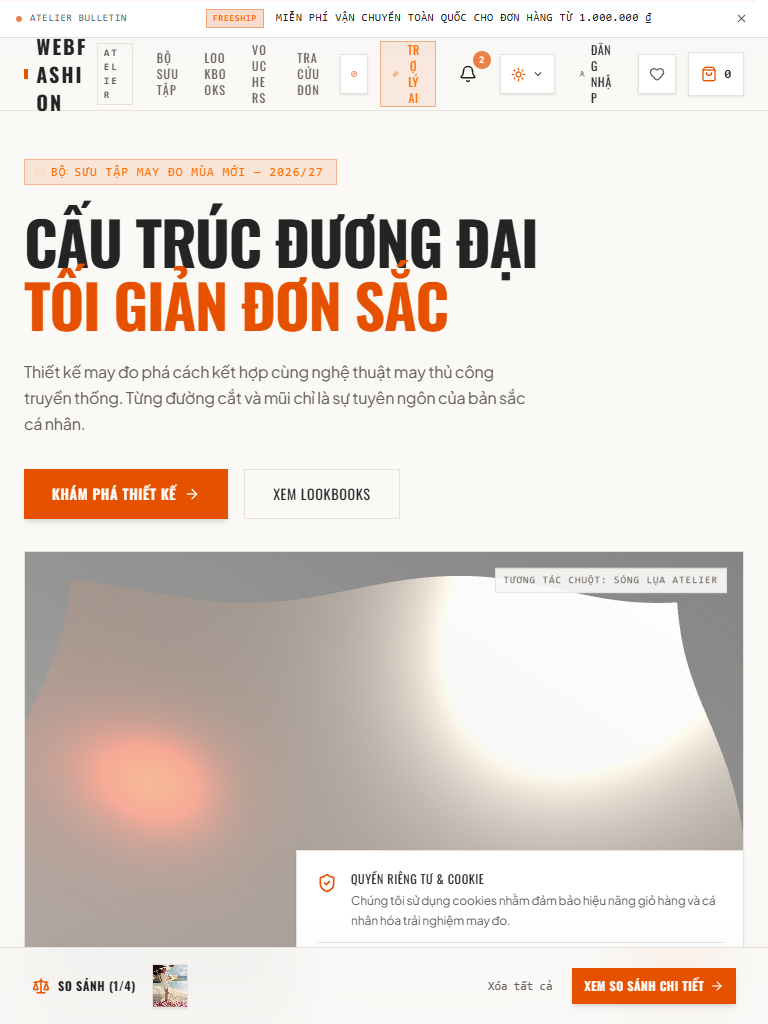 ATELIER BULLETIN
FREESHIP
MIỄN PHÍ VẬN CHUYỂN TOÀN QUỐC CHO ĐƠN HÀNG TỪ 1.000.000 ₫
WEBF
ASHI
ON
AT
EL
IE
R
BỘ
SƯU
TẬP
LOO
KBO
OKS
VO
UC
HE
RS
TRA
CỨU
ĐƠN
TR
Ợ
LÝ
AI
2
ĐĂN
G
NHẬ
P
0
BỘ SƯU TẬP MAY ĐO MÙA MỚI — 2026/27
CẤU TRÚC ĐƯƠNG ĐẠI
TỐI GIẢN ĐƠN SẮC
Thiết kế may đo phá cách kết hợp cùng nghệ thuật may thủ công
truyền thống. Từng đường cắt và mũi chỉ là sự tuyên ngôn của bản sắc
cá nhân.
KHÁM PHÁ THIẾT KẾ
XEM LOOKBOOKS
TƯƠNG TÁC CHUỘT: SÓNG LỤA ATELIER
QUYỀN RIÊNG TƯ & COOKIE
Chúng tôi sử dụng cookies nhằm đảm bảo hiệu năng giỏ hàng và cá
nhân hóa trải nghiệm may đo.
SO SÁNH (1/4)
Xóa tất cả
XEM SO SÁNH CHI TIẾT